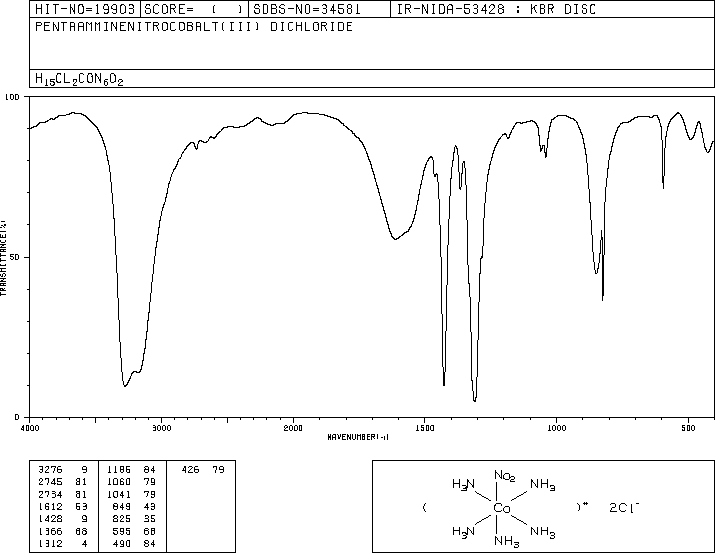 HIT-NO=19903 SCORE= ( ) SDBS-NO=34581 IR-NIDA-53428 : KBR DISC
PENTAAMMINENITROCOBALT(III) DICHLORIDE
H15CL2CON6O2
100
50
0
TRANSMITTANCE(%)
4000 3000 2000 1500 1000 500
WAVENUMBER(-1)
3276 9 1186 84 426 79
2745 81 1060 79
2734 81 1041 79
1612 53 849 43
1428 9 825 35
1366 68 595 68
1312 4 490 84
NO2
H3N NH3
( Co )+ 2Cl-
H3N NH3
NH3